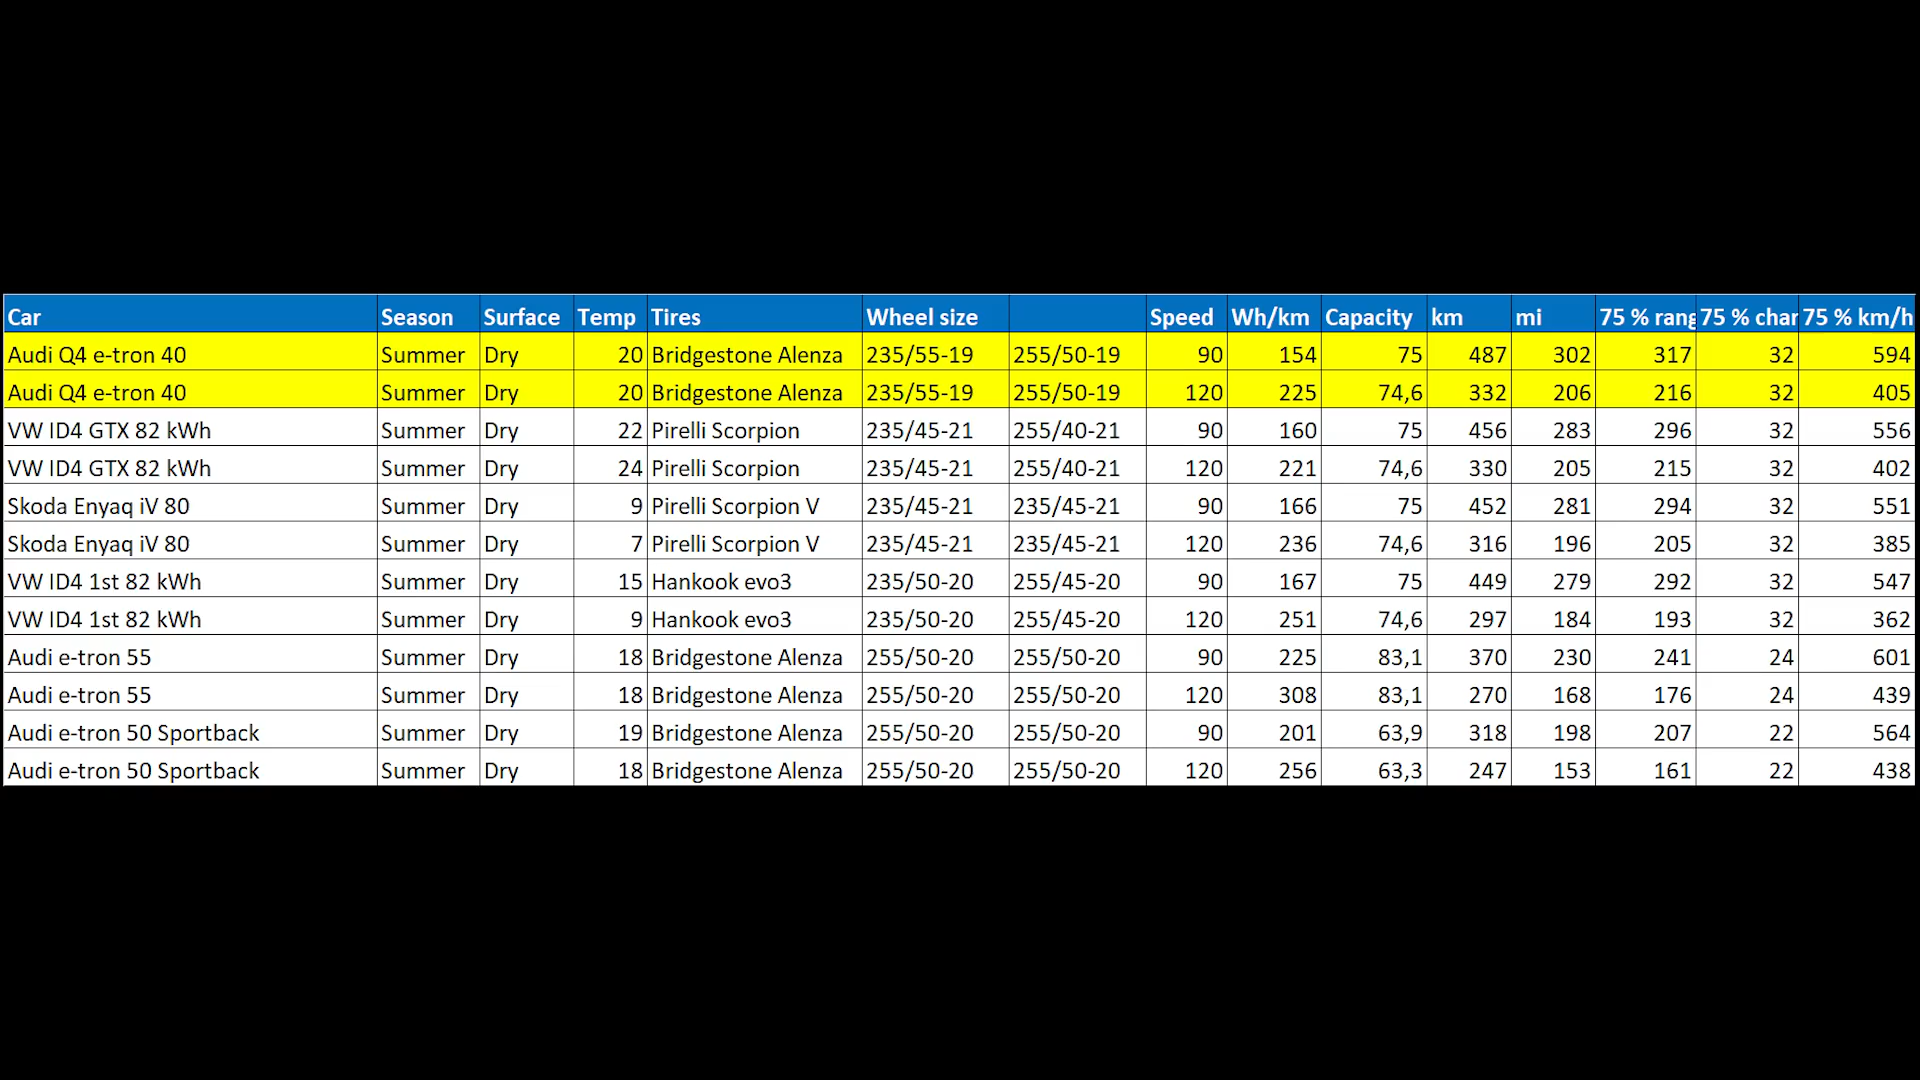 Car Season Surface Temp Tires Wheel size Speed Wh/km Capacity km mi 75 % rang 75 % char 75 % km/h
Audi Q4 e-tron 40 Summer Dry 20 Bridgestone Alenza 235/55-19 255/50-19 90 154 75 487 302 317 32 594
Audi Q4 e-tron 40 Summer Dry 20 Bridgestone Alenza 235/55-19 255/50-19 120 225 74,6 332 206 216 32 405
VW ID4 GTX 82 kWh Summer Dry 22 Pirelli Scorpion 235/45-21 255/40-21 90 160 75 456 283 296 32 556
VW ID4 GTX 82 kWh Summer Dry 24 Pirelli Scorpion 235/45-21 255/40-21 120 221 74,6 330 205 215 32 402
Skoda Enyaq iV 80 Summer Dry 9 Pirelli Scorpion V 235/45-21 235/45-21 90 166 75 452 281 294 32 551
Skoda Enyaq iV 80 Summer Dry 7 Pirelli Scorpion V 235/45-21 235/45-21 120 236 74,6 316 196 205 32 385
VW ID4 1st 82 kWh Summer Dry 15 Hankook evo3 235/50-20 255/45-20 90 167 75 449 279 292 32 547
VW ID4 1st 82 kWh Summer Dry 9 Hankook evo3 235/50-20 255/45-20 120 251 74,6 297 184 193 32 362
Audi e-tron 55 Summer Dry 18 Bridgestone Alenza 255/50-20 255/50-20 90 225 83,1 370 230 241 24 601
Audi e-tron 55 Summer Dry 18 Bridgestone Alenza 255/50-20 255/50-20 120 308 83,1 270 168 176 24 439
Audi e-tron 50 Sportback Summer Dry 19 Bridgestone Alenza 255/50-20 255/50-20 90 201 63,9 318 198 207 22 564
Audi e-tron 50 Sportback Summer Dry 18 Bridgestone Alenza 255/50-20 255/50-20 120 256 63,3 247 153 161 22 438